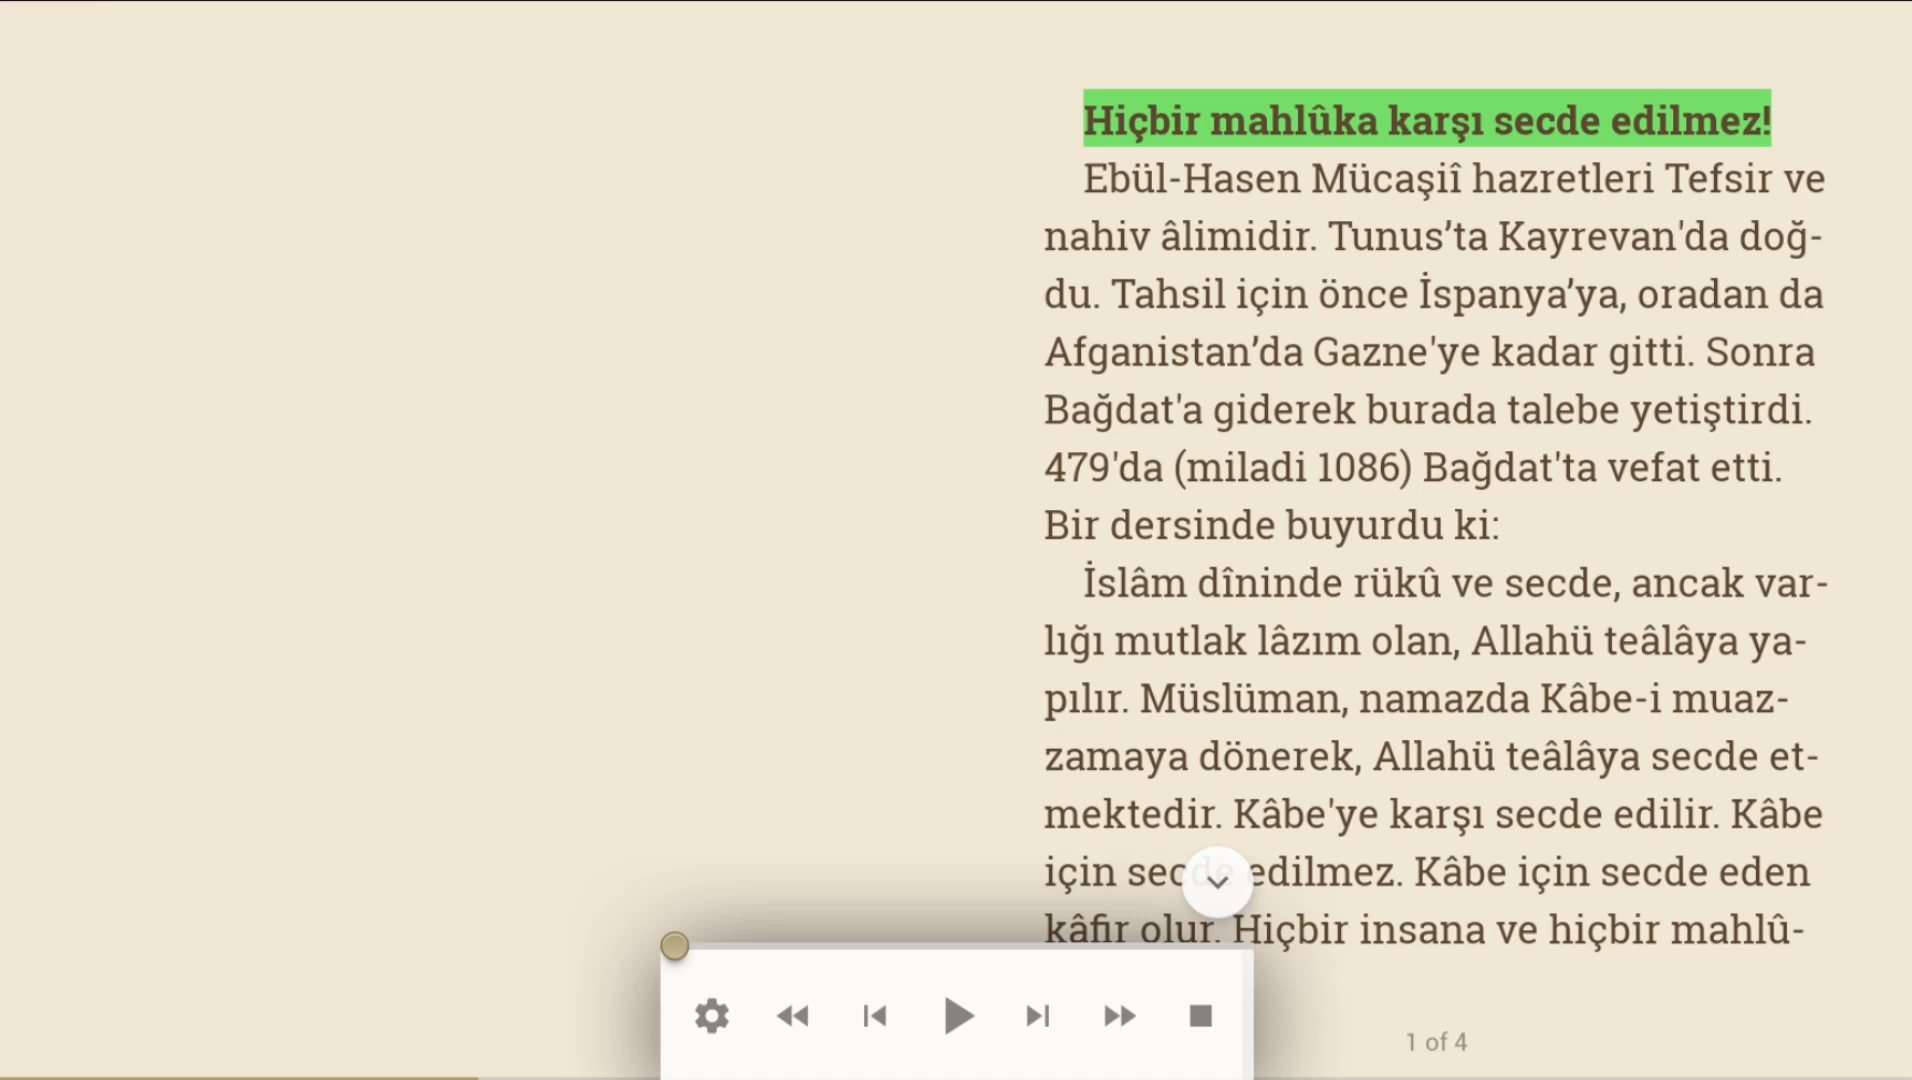 Hiçbir mahlûka karşı secde edilmez!
Ebül-Hasen Mücaşiî hazretleri Tefsir ve
nahiv âlimidir. Tunus’ta Kayrevan'da doğ-
du. Tahsil için önce İspanya’ya, oradan da
Afganistan’da Gazne'ye kadar gitti. Sonra
Bağdat'a giderek burada talebe yetiştirdi.
479'da (miladi 1086) Bağdat'ta vefat etti.
Bir dersinde buyurdu ki:
İslâm dîninde rükû ve secde, ancak var-
lığı mutlak lâzım olan, Allahü teâlâya ya-
pılır. Müslüman, namazda Kâbe-i muaz-
zamaya dönerek, Allahü teâlâya secde et-
mektedir. Kâbe'ye karşı secde edilir. Kâbe
için secde edilmez. Kâbe için secde eden
kâfir olur. Hiçbir insana ve hiçbir mahlû-
1 of 4